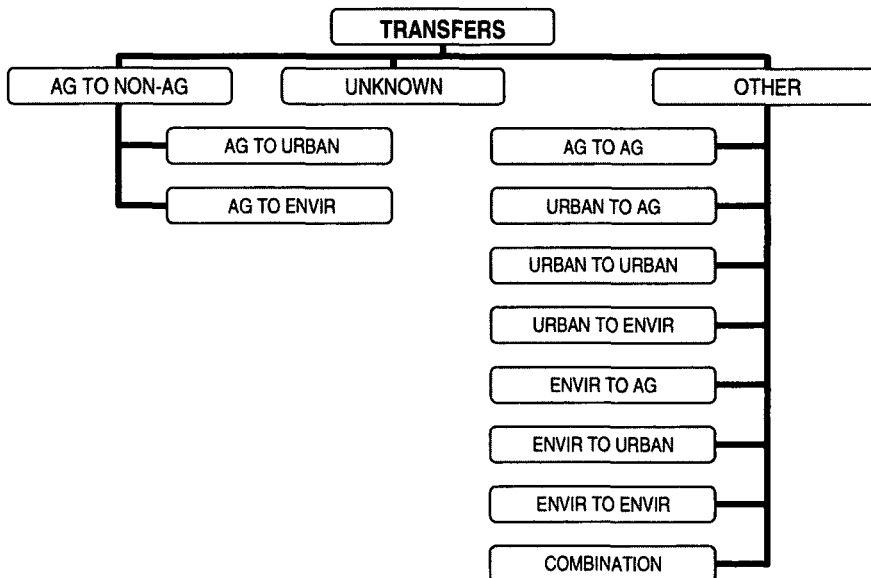 TRANSFERS
AG TO NON-AG
UNKNOWN
OTHER
AG TO URBAN
AG TO ENVIR
AG TO AG
URBAN TO AG
URBAN TO URBAN
URBAN TO ENVIR
ENVIR TO AG
ENVIR TO URBAN
ENVIR TO ENVIR
COMBINATION